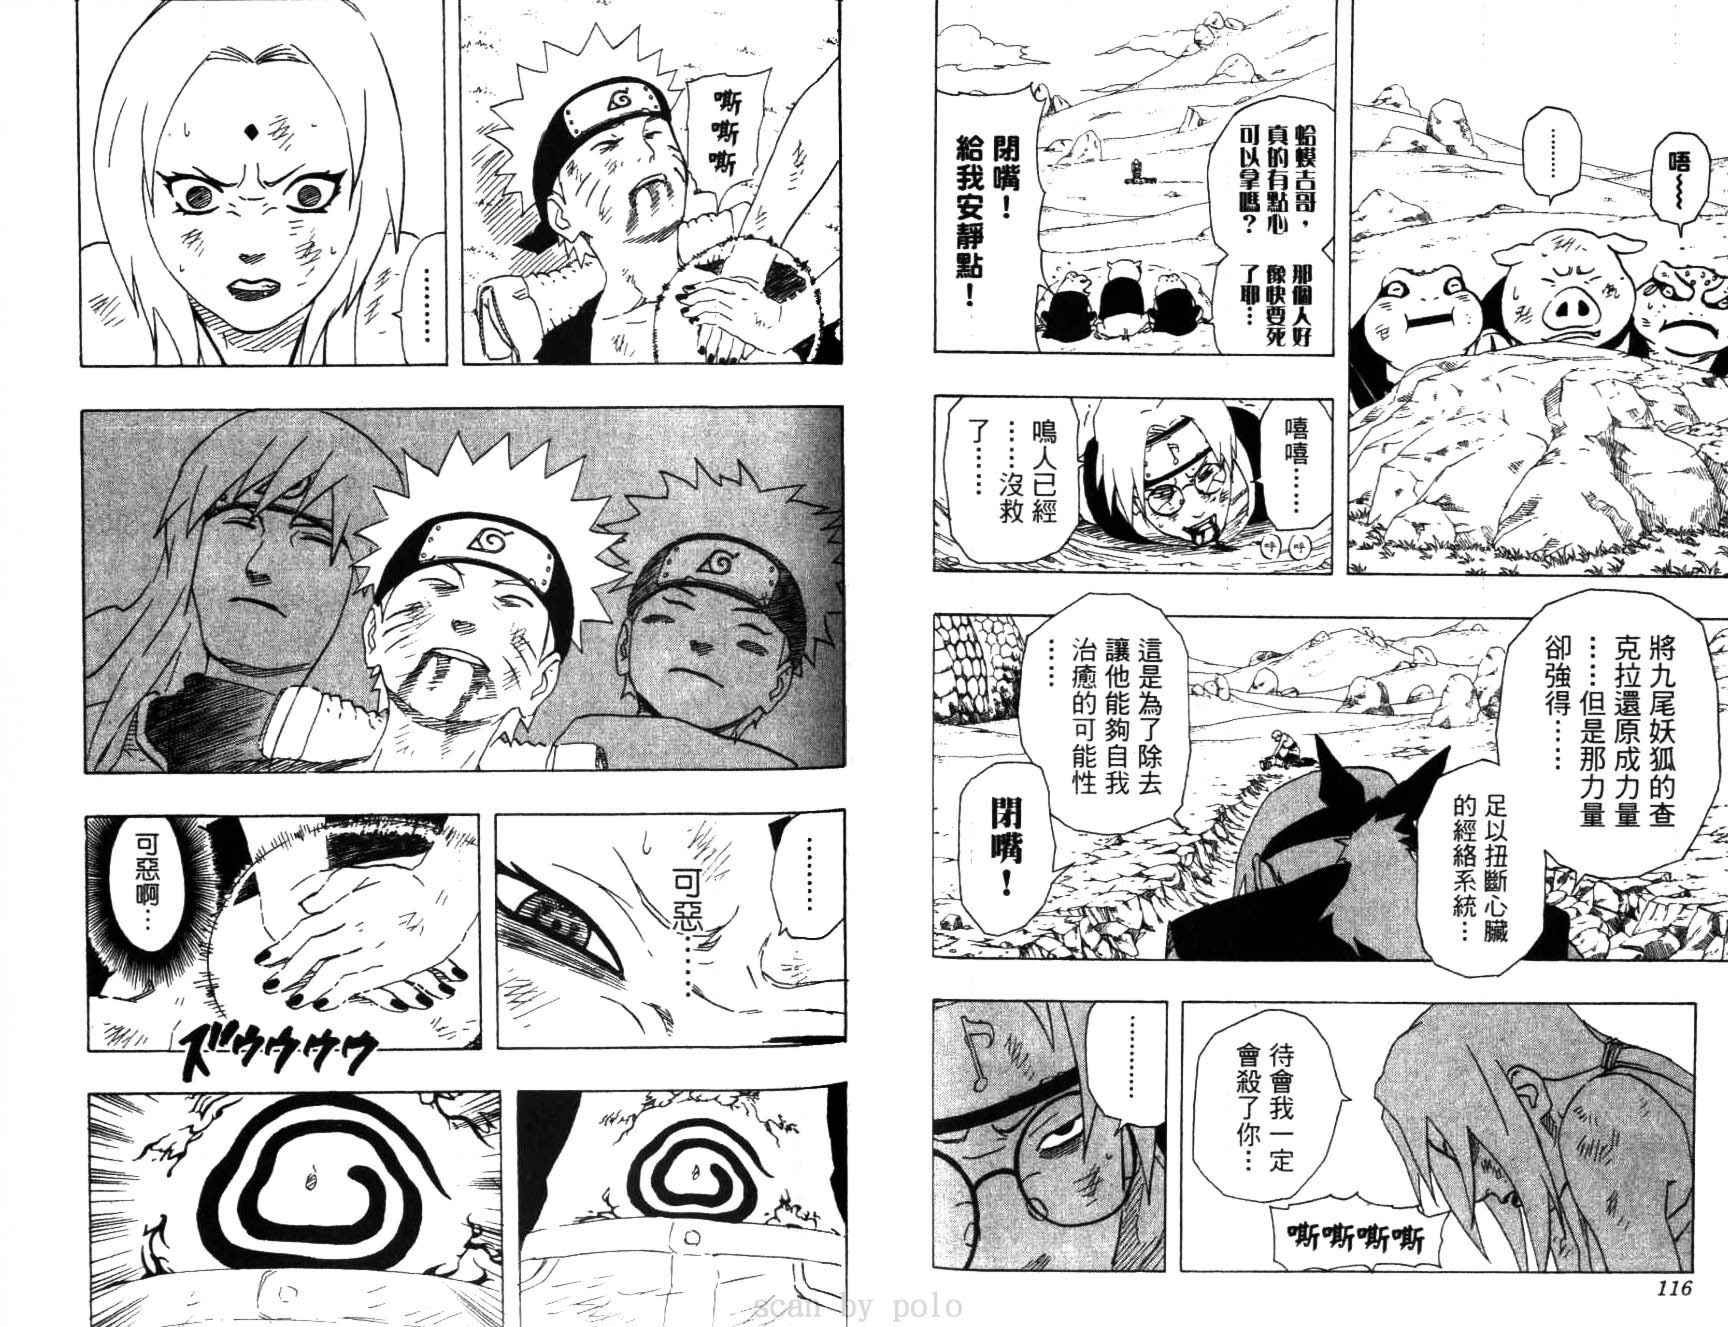 唔~~
………
蛤蟆吉哥，
真的有點心
可以拿嗎？
那個人好
像快要死
了耶…
閉嘴！
給我安靜點！
嘻嘻……
鳴人已經
……沒救
了……
呼
呼
將九尾妖狐的查
克拉還原成力量
……但是那力量
卻強得……
足以扭斷心臟
的經絡系統…
這是為了除去
讓他能夠自我
治癒的可能性
……
閉嘴！
待會我一定
會殺了你…
嘶嘶嘶嘶
………
116
嘶嘶嘶
………
………
可惡……
可惡啊…
ズウウウウ
scan by polo